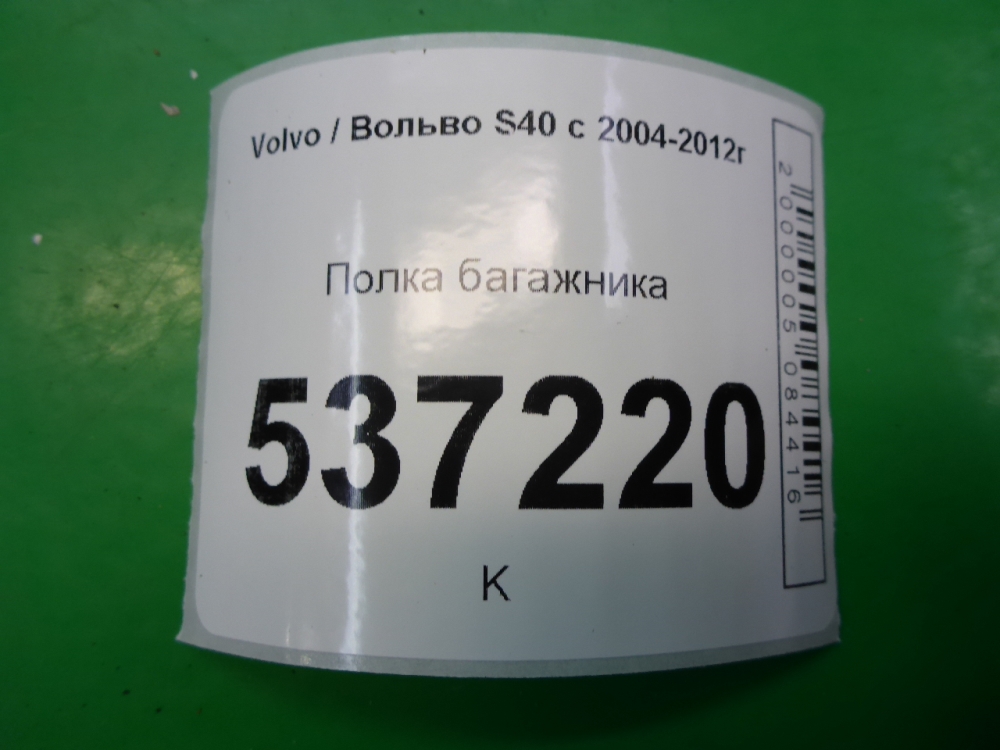 Volvo / Вольво S40 с 2004-2012г
Полка багажника
537220
К
2000005084416